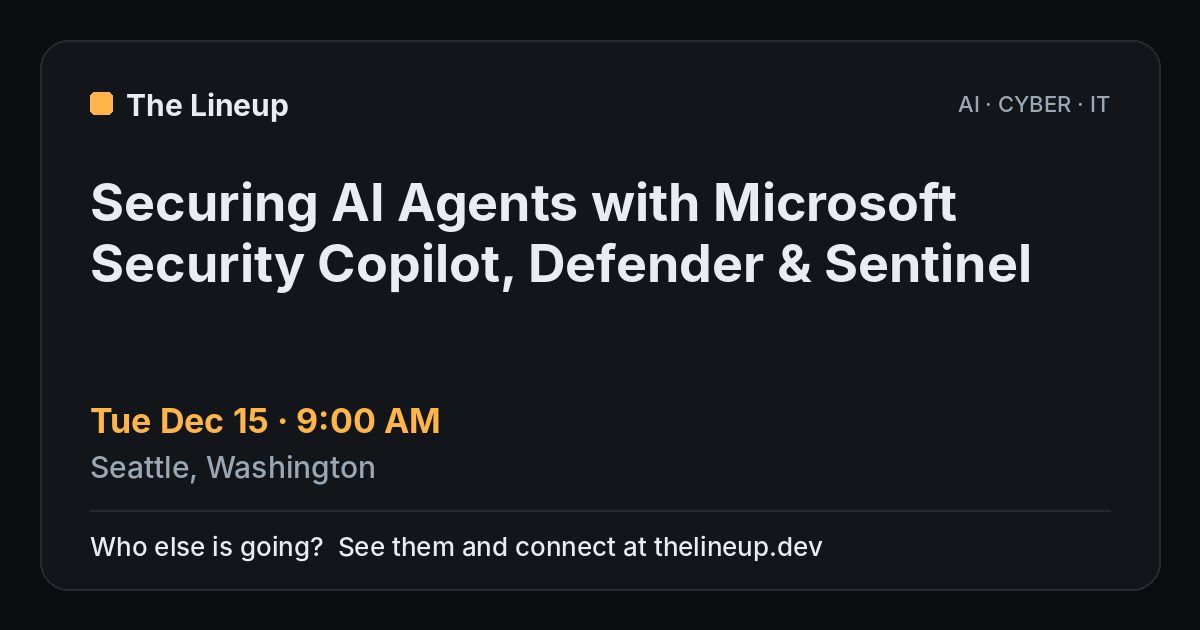 The Lineup
AI · CYBER · IT
Securing AI Agents with Microsoft
Security Copilot, Defender & Sentinel
Tue Dec 15 · 9:00 AM
Seattle, Washington
Who else is going?  See them and connect at thelineup.dev